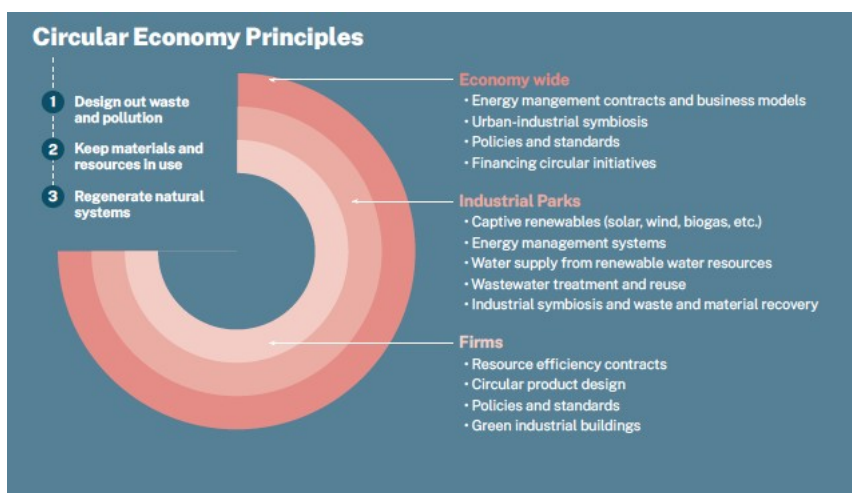 Circular Economy Principles
1 Design out waste
and pollution
2 Keep materials and
resources in use
3 Regenerate natural
systems
Economy wide
• Energy mangement contracts and business models
• Urban-industrial symbiosis
• Policies and standards
• Financing circular initiatives
Industrial Parks
• Captive renewables (solar, wind, biogas, etc.)
• Energy management systems
• Water supply from renewable water resources
• Wastewater treatment and reuse
• Industrial symbiosis and waste and material recovery
Firms
• Resource efficiency contracts
• Circular product design
• Policies and standards
• Green industrial buildings